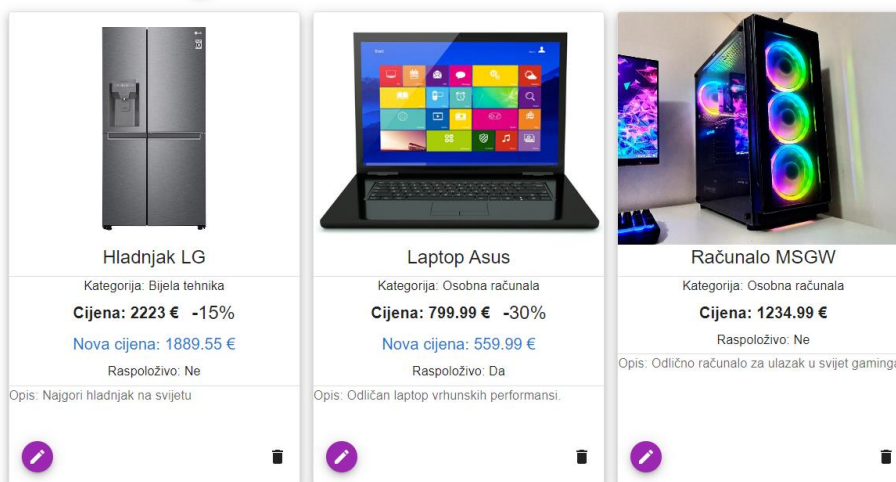 Hladnjak LG
Kategorija: Bijela tehnika
Cijena: 2223 € -15%
Nova cijena: 1889.55 €
Raspoloživo: Ne
Opis: Najgori hladnjak na svijetu
Laptop Asus
Kategorija: Osobna računala
Cijena: 799.99 € -30%
Nova cijena: 559.99 €
Raspoloživo: Da
Opis: Odličan laptop vrhunskih performansi.
Računalo MSGW
Kategorija: Osobna računala
Cijena: 1234.99 €
Raspoloživo: Ne
Opis: Odlično računalo za ulazak u svijet gaminga